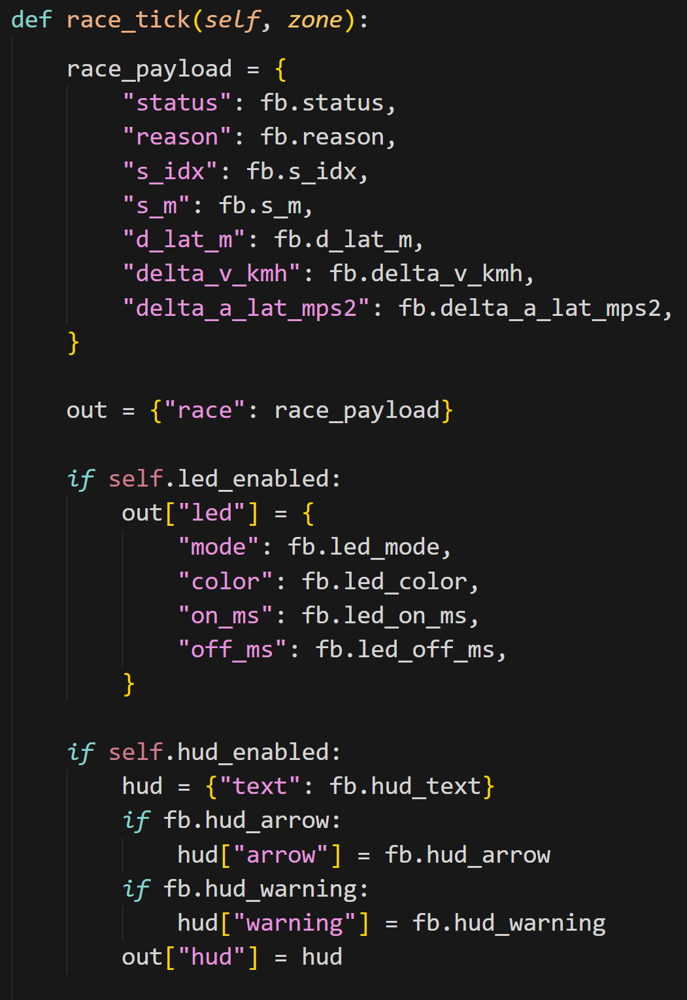 def race_tick(self, zone):
    race_payload = {
        "status": fb.status,
        "reason": fb.reason,
        "s_idx": fb.s_idx,
        "s_m": fb.s_m,
        "d_lat_m": fb.d_lat_m,
        "delta_v_kmh": fb.delta_v_kmh,
        "delta_a_lat_mps2": fb.delta_a_lat_mps2,
    }
    out = {"race": race_payload}
    if self.led_enabled:
        out["led"] = {
            "mode": fb.led_mode,
            "color": fb.led_color,
            "on_ms": fb.led_on_ms,
            "off_ms": fb.led_off_ms,
        }
    if self.hud_enabled:
        hud = {"text": fb.hud_text}
        if fb.hud_arrow:
            hud["arrow"] = fb.hud_arrow
        if fb.hud_warning:
            hud["warning"] = fb.hud_warning
        out["hud"] = hud